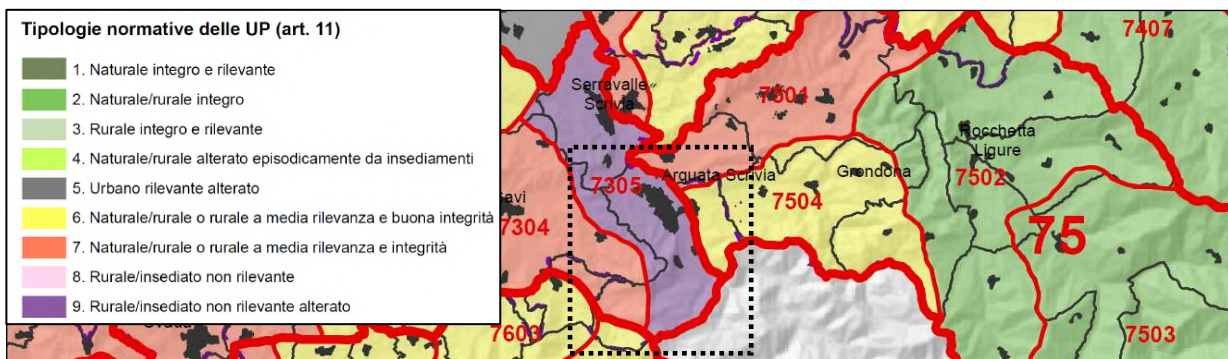 Tipologie normative delle UP (art. 11)
1. Naturale integro e rilevante
2. Naturale/rurale integro
3. Rurale integro e rilevante
4. Naturale/rurale alterato episodicamente da insediamenti
5. Urbano rilevante alterato
6. Naturale/rurale o rurale a media rilevanza e buona integrità
7. Naturale/rurale o rurale a media rilevanza e integrità
8. Rurale/insediato non rilevante
9. Rurale/insediato non rilevante alterato
7407
Serravalle
Scrivia
7501
Rocchetta
Ligure
7305
Arquata Scrivia
Grondona
7502
7504
7304
75
7603
7503